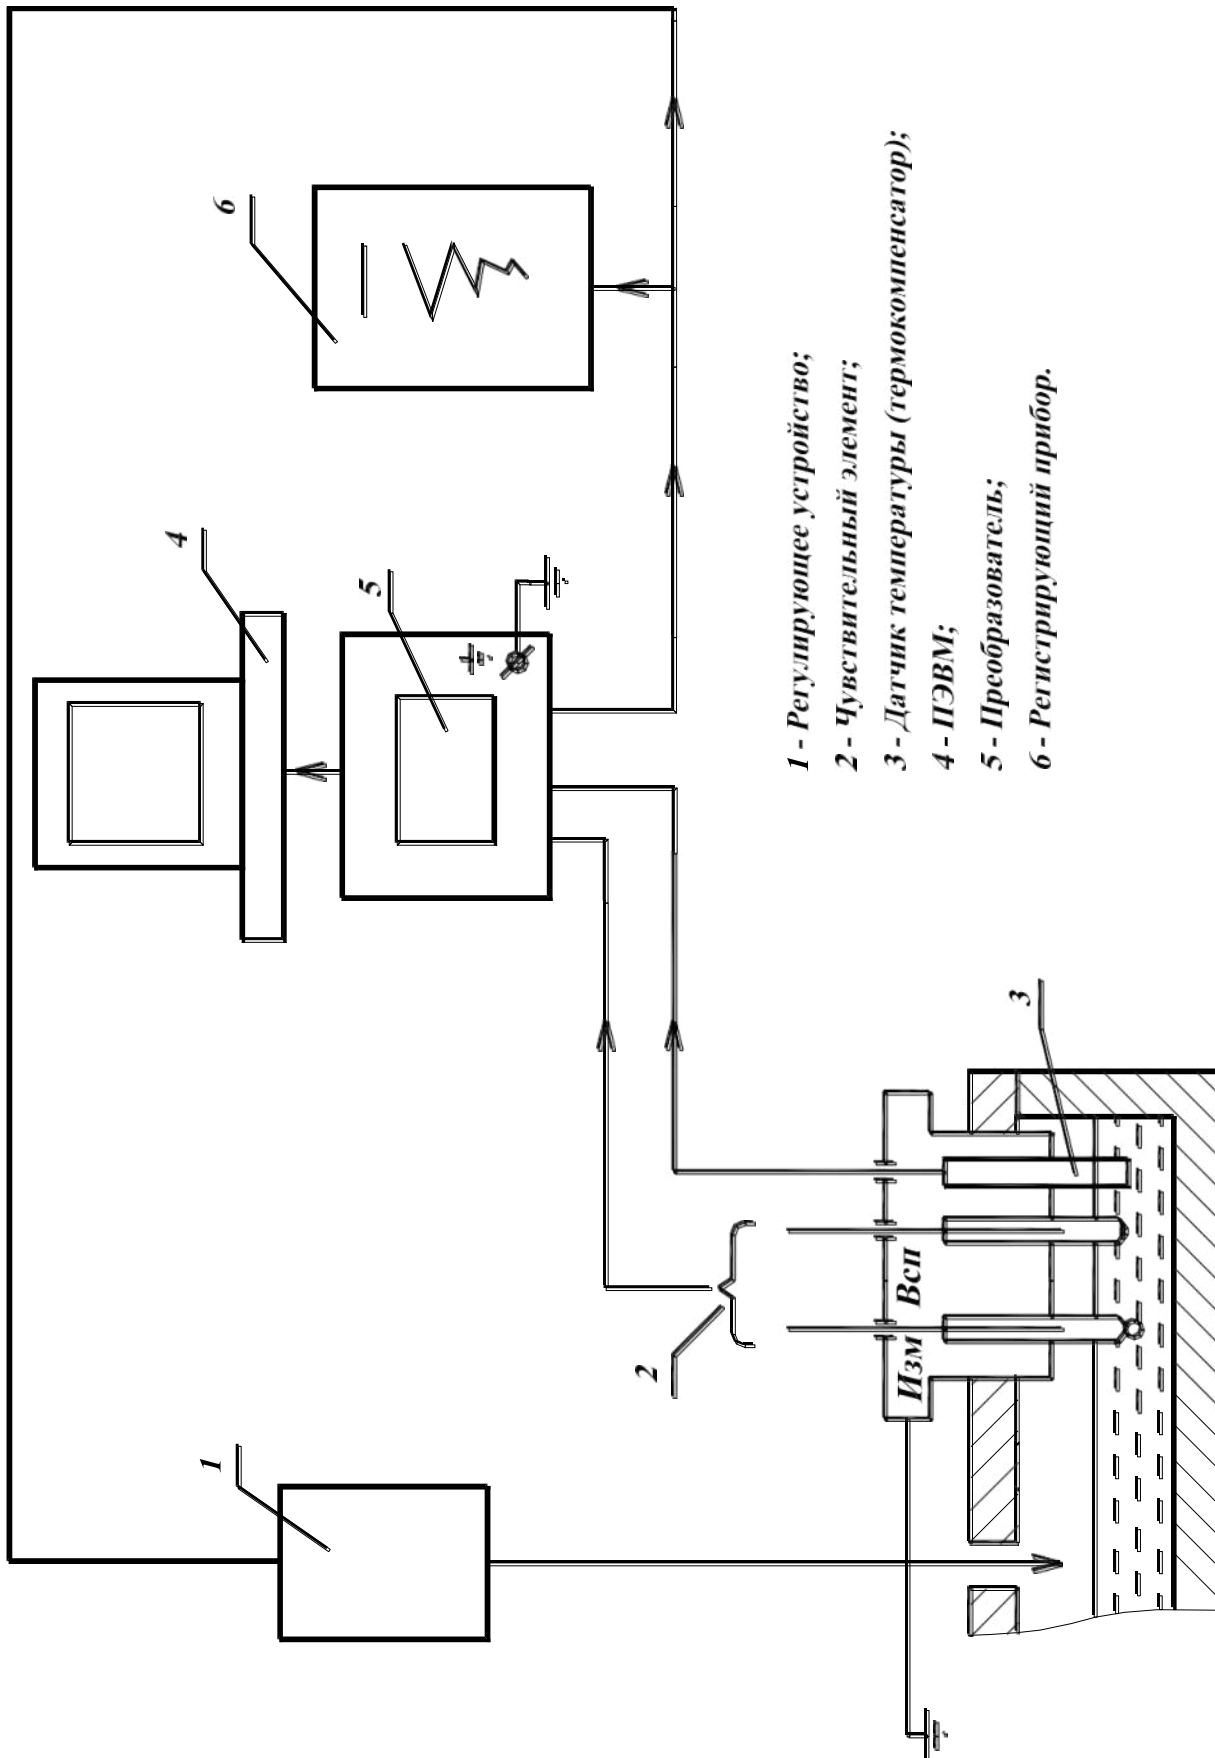 1
2
3
4
5
6
Изм
Всп
1 - Регулирующее устройство;
2 - Чувствительный элемент;
3 - Датчик температуры (термокомпенсатор);
4 - ПЭВМ;
5 - Преобразователь;
6 - Регистрирующий прибор.